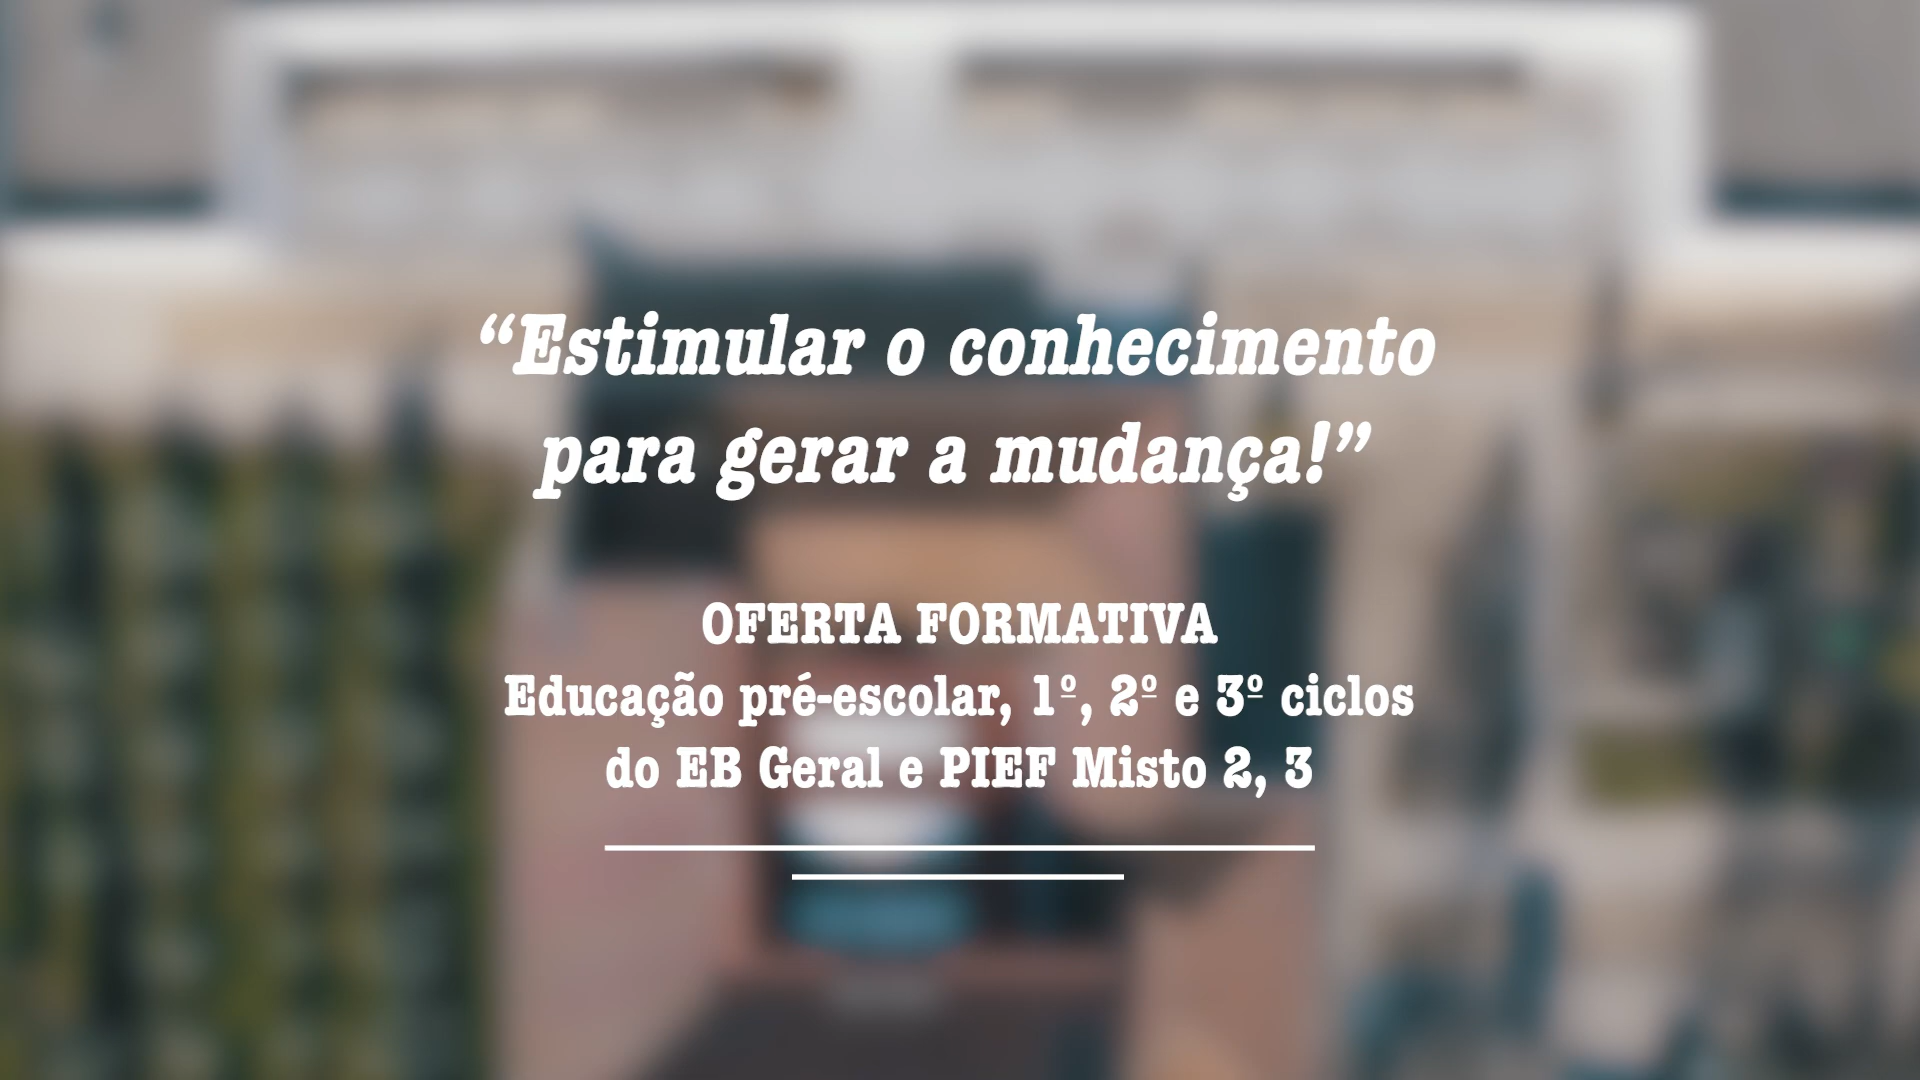 “Estimular o conhecimento
para gerar a mudança!”
OFERTA FORMATIVA
Educação pré-escolar, 1º, 2º e 3º ciclos
do EB Geral e PIEF Misto 2, 3